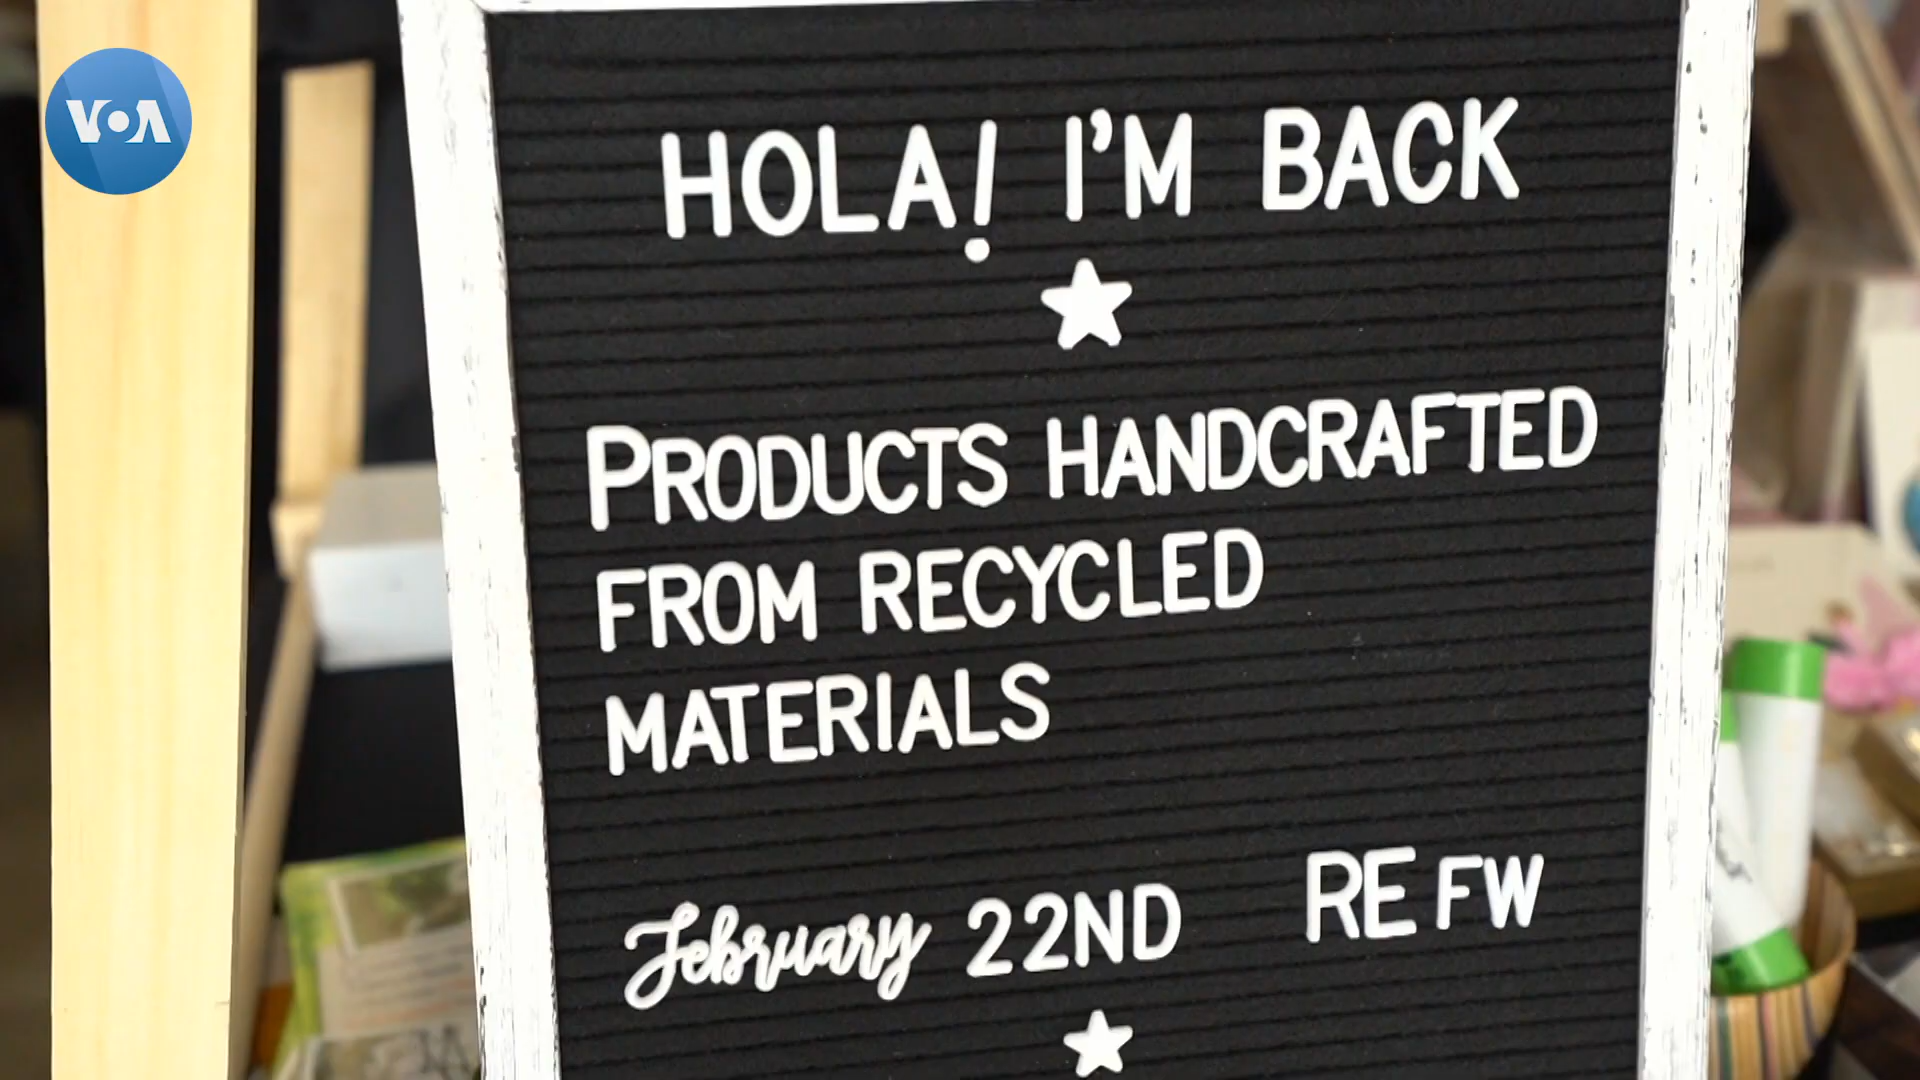 VOA
HOLA! I'M BACK
PRODUCTS HANDCRAFTED
FROM RECYCLED
MATERIALS
February 22ND RE FW